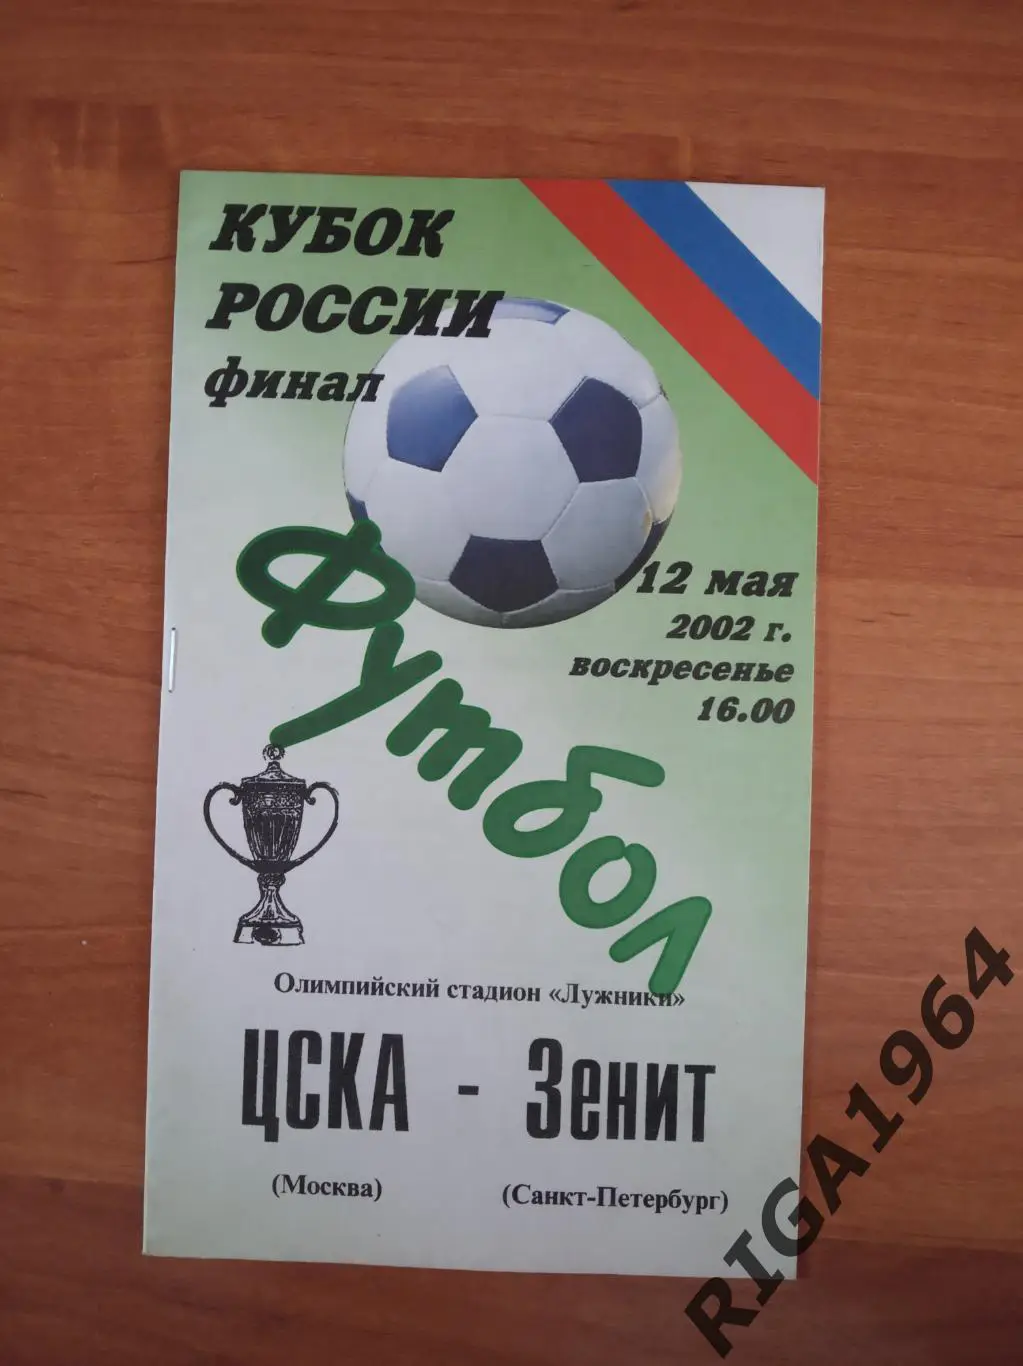 КУБОК
РОССИИ
финал
12 мая
2002 г.
воскресенье
16.00
Футбол
Олимпийский стадион «Лужники»
ЦСКА - Зенит
(Москва) (Санкт-Петербург)
RIGA1964